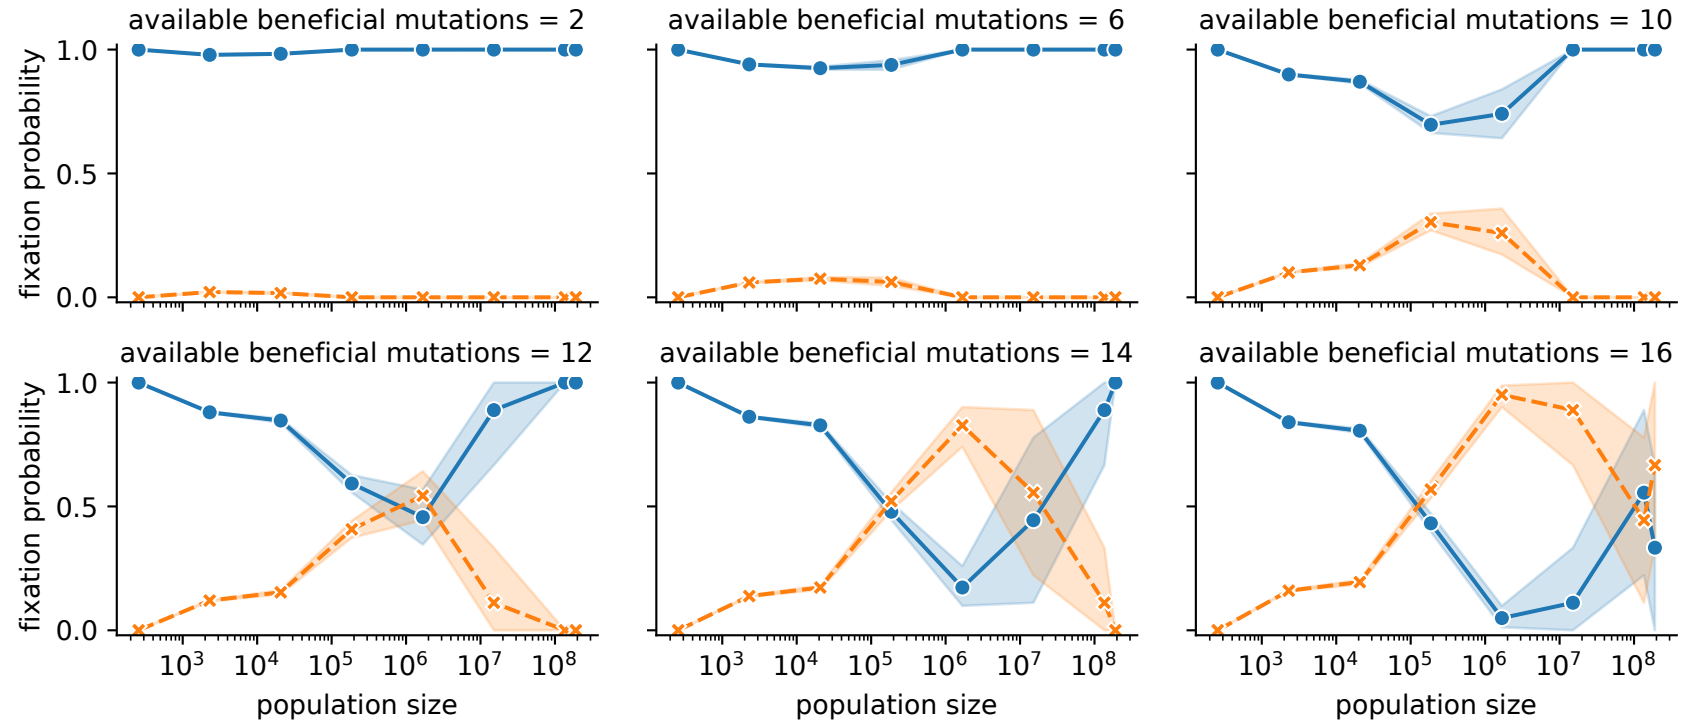 available beneficial mutations = 2
available beneficial mutations = 6
available beneficial mutations = 10
fixation probability
1.0
0.5
0.0
available beneficial mutations = 12
available beneficial mutations = 14
available beneficial mutations = 16
fixation probability
1.0
0.5
0.0
10³ 10⁴ 10⁵ 10⁶ 10⁷ 10⁸
10³ 10⁴ 10⁵ 10⁶ 10⁷ 10⁸
10³ 10⁴ 10⁵ 10⁶ 10⁷ 10⁸
population size
population size
population size